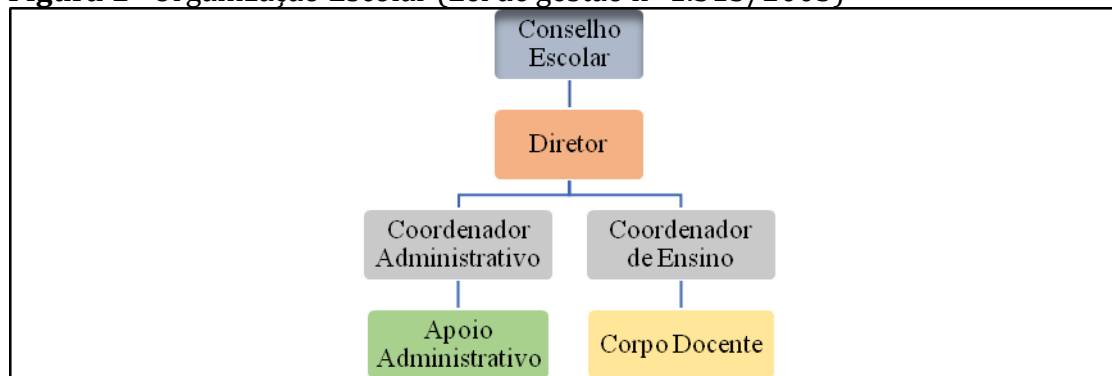 Conselho
Escolar
Diretor
Coordenador
Administrativo
Coordenador
de Ensino
Apoio
Administrativo
Corpo Docente